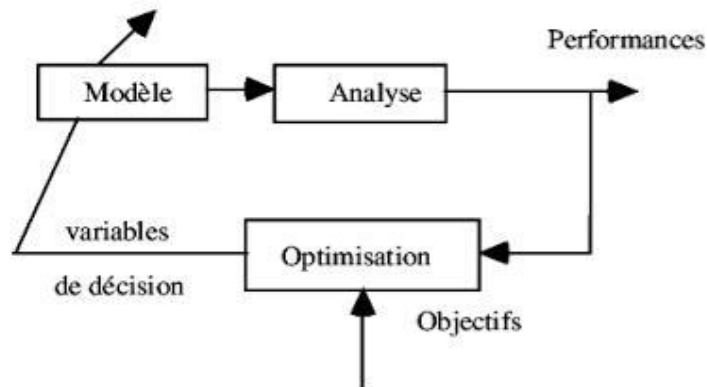 Performances
Modèle
Analyse
variables
de décision
Optimisation
Objectifs